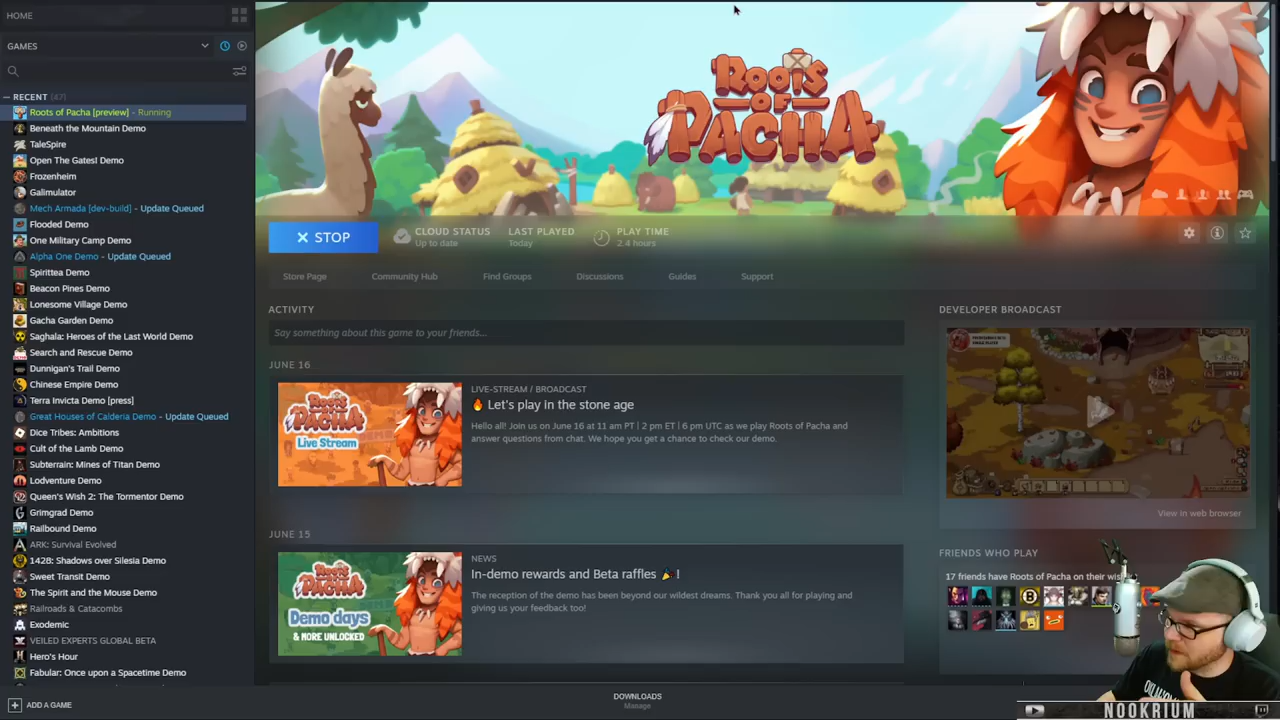 HOME
GAMES
RECENT (47)
Roots of Pacha [preview] - Running
Beneath the Mountain Demo
TaleSpire
Open The Gates! Demo
Frozenheim
Galimulator
Mech Armada [dev-build] - Update Queued
Flooded Demo
One Military Camp Demo
Alpha One Demo - Update Queued
Spirittea Demo
Beacon Pines Demo
Lonesome Village Demo
Gacha Garden Demo
Saghala: Heroes of the Last World Demo
Search and Rescue Demo
Dunnigan's Trail Demo
Chinese Empire Demo
Terra Invicta Demo [press]
Great Houses of Calderia Demo - Update Queued
Dice Tribes: Ambitions
Cult of the Lamb Demo
Subterrain: Mines of Titan Demo
Lodventure Demo
Queen's Wish 2: The Tormentor Demo
Grimgrad Demo
Railbound Demo
ARK: Survival Evolved
1428: Shadows over Silesia Demo
Sweet Transit Demo
The Spirit and the Mouse Demo
Railroads & Catacombs
Exodemic
VEILED EXPERTS GLOBAL BETA
Hero's Hour
Fabular: Once upon a Spacetime Demo
ADD A GAME
Roots
OF
PACHA
STOP
CLOUD STATUS
Up to date
LAST PLAYED
Today
PLAY TIME
2.4 hours
Store Page
Community Hub
Find Groups
Discussions
Guides
Support
ACTIVITY
Say something about this game to your friends...
JUNE 16
Roots
OF
PACHA
Live Stream
LIVE-STREAM / BROADCAST
🔥 Let's play in the stone age
Hello all! Join us on June 16 at 11 am PT | 2 pm ET | 6 pm UTC as we play Roots of Pacha and
answer questions from chat. We hope you get a chance to check our demo.
JUNE 15
Roots
OF
PACHA
Demo days
& MORE UNLOCKED
NEWS
In-demo rewards and Beta raffles 🎉!
The reception of the demo has been beyond our wildest dreams. Thank you all for playing and
giving us your feedback too!
DEVELOPER BROADCAST
View in web browser
FRIENDS WHO PLAY
17 friends have Roots of Pacha on their
DOWNLOADS
Manage
NOOKRIUM